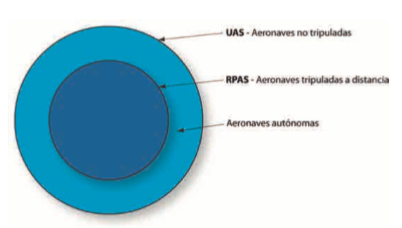 UAS - Aeronaves no tripuladas
RPAS - Aeronaves tripuladas a distancia
Aeronaves autónomas